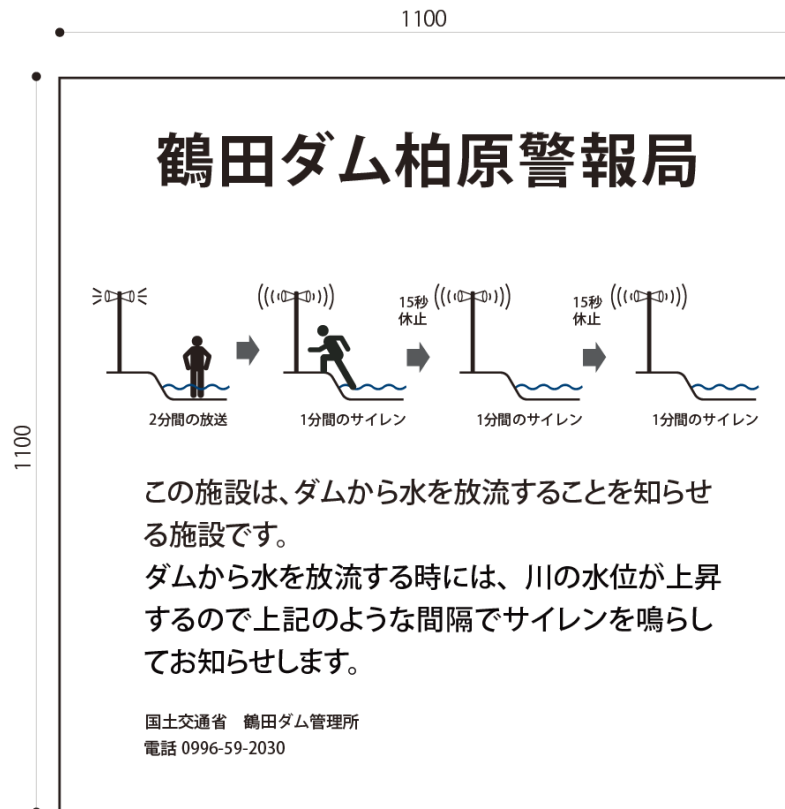 1100
1100
鶴田ダム柏原警報局
15秒
休止
15秒
休止
2分間の放送
1分間のサイレン
1分間のサイレン
1分間のサイレン
この施設は、ダムから水を放流することを知らせ
る施設です。
ダムから水を放流する時には、川の水位が上昇
するので上記のような間隔でサイレンを鳴らし
てお知らせします。
国土交通省　鶴田ダム管理所
電話 0996-59-2030